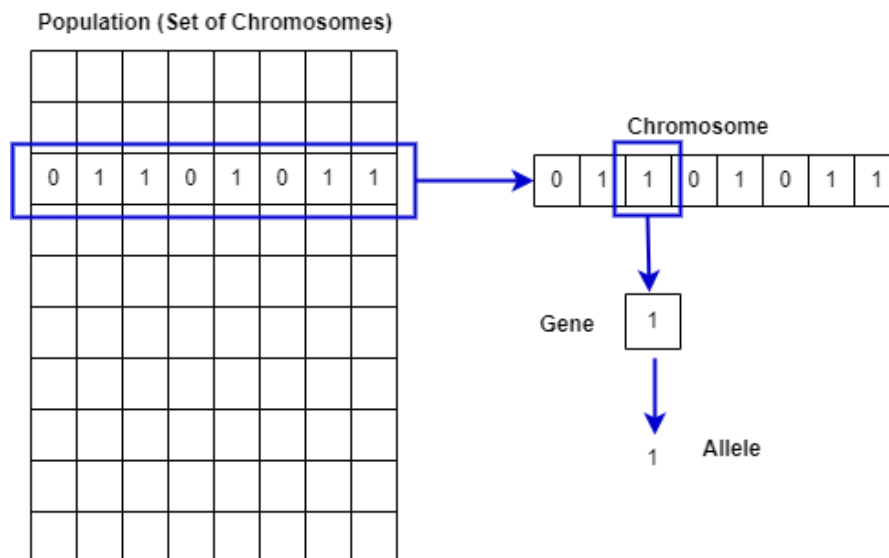 Population (Set of Chromosomes)
Chromosome
0 1 1 0 1 0 1 1
0 1 1 0 1 0 1 1
Gene
1
1
Allele